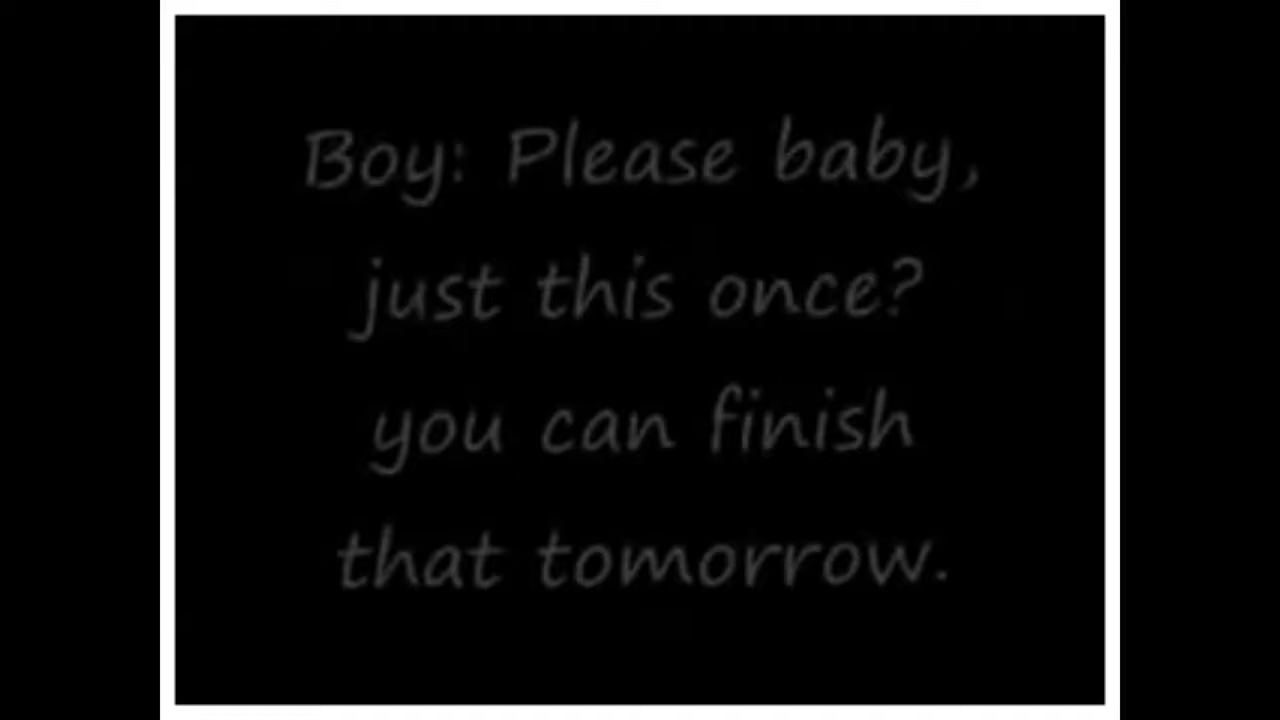 Boy: Please baby,
just this once?
you can finish
that tomorrow.